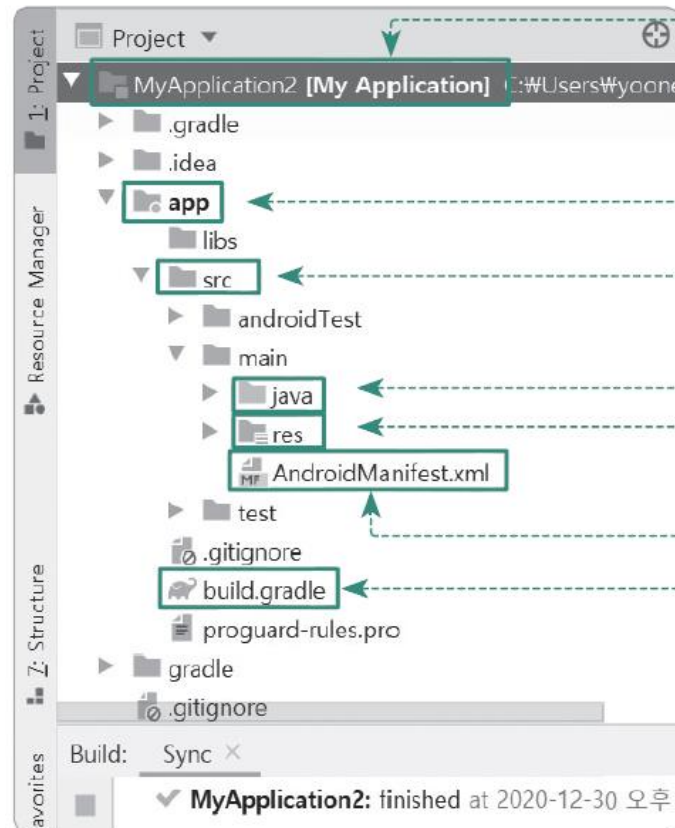 Project
MyApplication2 [My Application] C:₩Users₩yoone
.gradle
.idea
app
libs
src
androidTest
main
java
res
MF AndroidManifest.xml
test
.gitignore
build.gradle
proguard-rules.pro
gradle
.gitignore
Build: Sync ×
MyApplication2: finished at 2020-12-30 오후
1: Project
Resource Manager
7: Structure
avorites